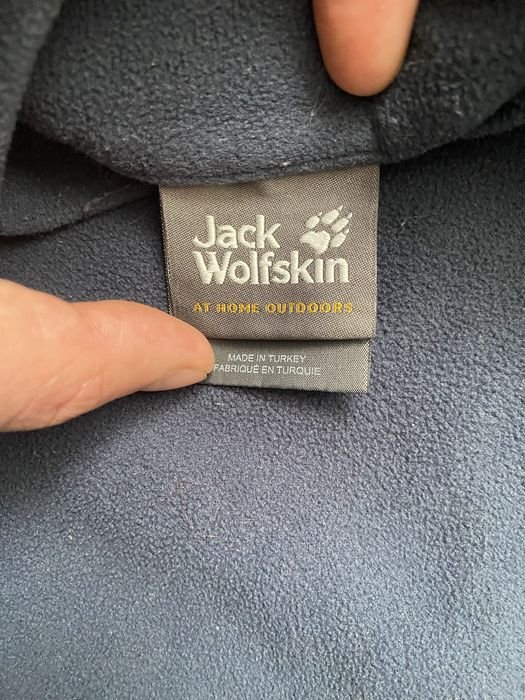 Jack
Wolfskin
AT HOME OUTDOORS
MADE IN TURKEY
FABRIQUÉ EN TURQUIE